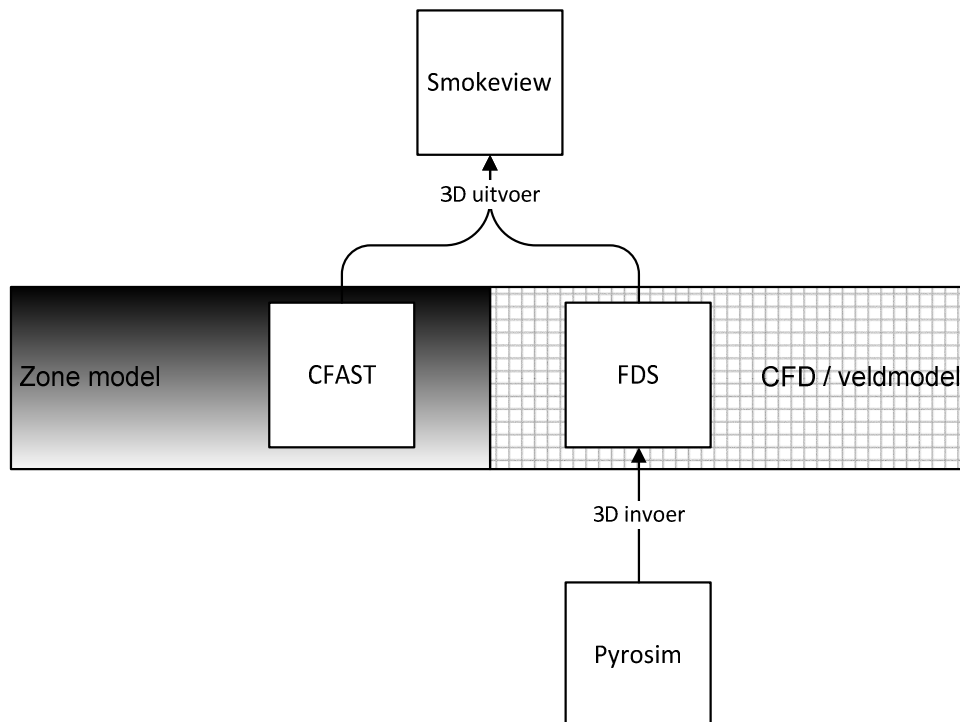 Smokeview
3D uitvoer
Zone model
CFAST
FDS
CFD / veldmodel
3D invoer
Pyrosim